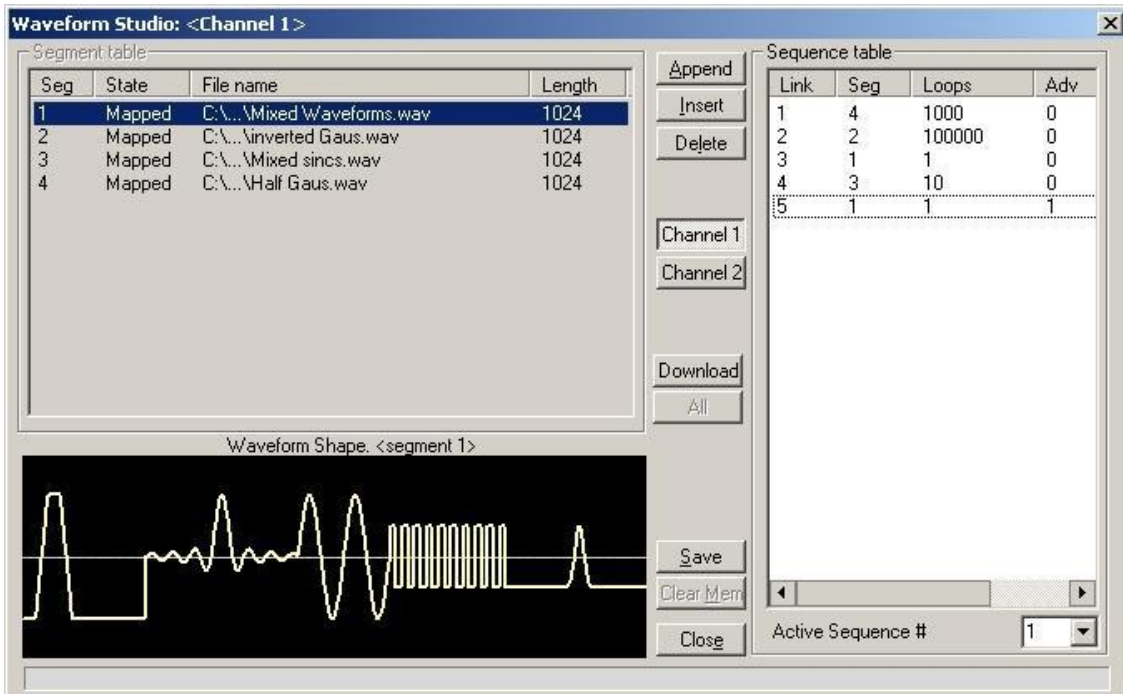 Waveform Studio: <Channel 1>
Segment table
Seg State File name Length
1 Mapped C:\...\Mixed Waveforms.wav 1024
2 Mapped C:\...\inverted Gaus.wav 1024
3 Mapped C:\...\Mixed sincs.wav 1024
4 Mapped C:\...\Half Gaus.wav 1024
Waveform Shape. <segment 1>
Append
Insert
Delete
Channel 1
Channel 2
Download
All
Save
Clear Mem
Close
Sequence table
Link Seg Loops Adv
1 4 1000 0
2 2 100000 0
3 1 1 0
4 3 10 0
5 1 1 1
Active Sequence # 1